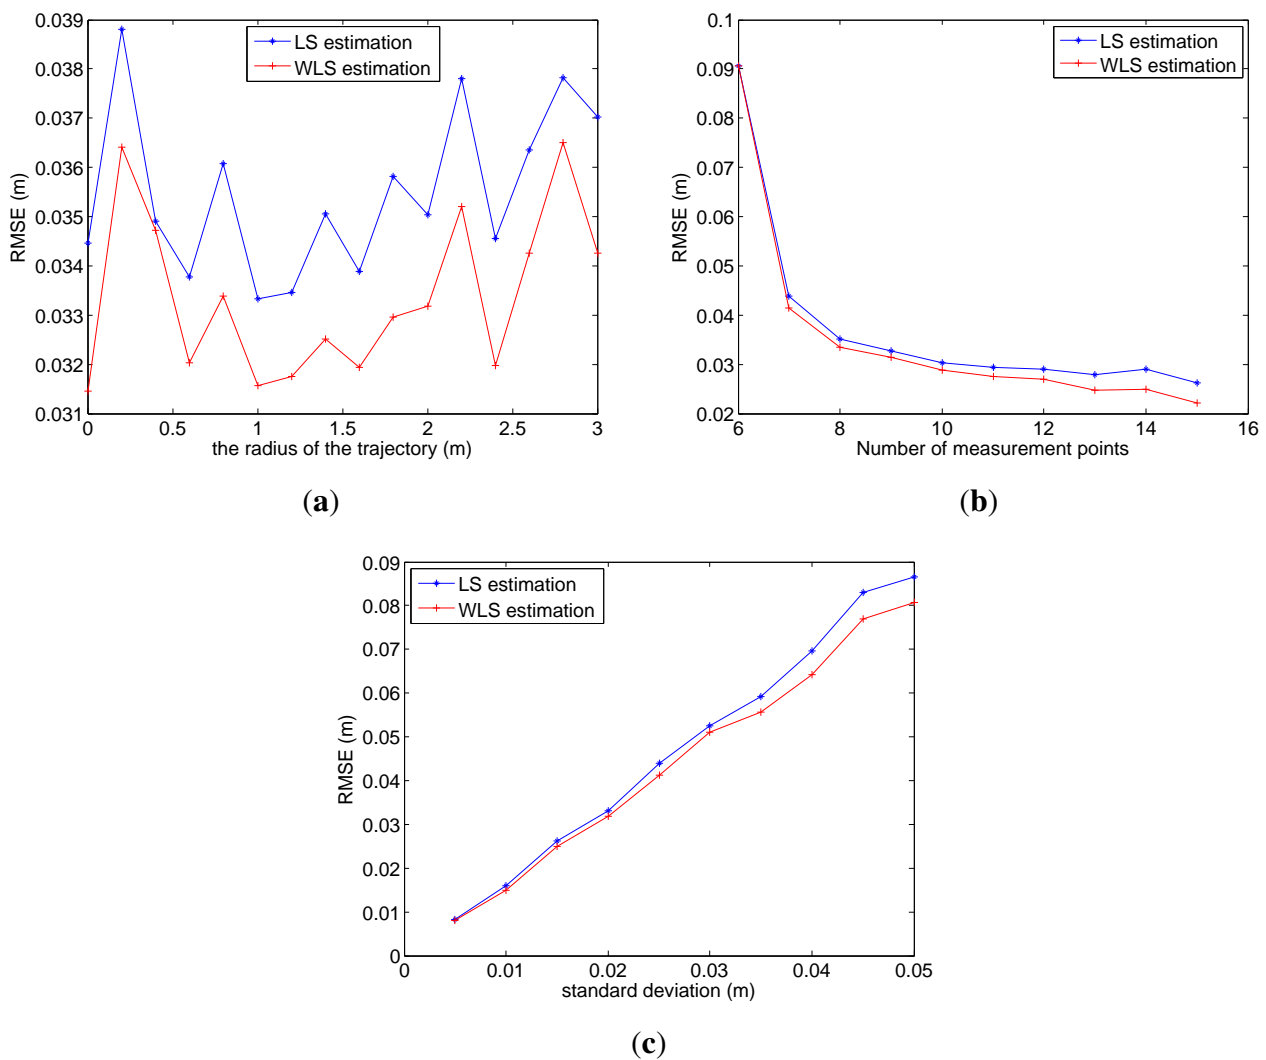 0.039
0.038
0.037
0.036
0.035
0.034
0.033
0.032
0.031
RMSE (m)
LS estimation
WLS estimation
0 0.5 1 1.5 2 2.5 3
the radius of the trajectory (m)
(a)
0.1
0.09
0.08
0.07
0.06
0.05
0.04
0.03
0.02
RMSE (m)
LS estimation
WLS estimation
6 8 10 12 14 16
Number of measurement points
(b)
0.09
0.08
0.07
0.06
0.05
0.04
0.03
0.02
0.01
0
RMSE (m)
LS estimation
WLS estimation
0 0.01 0.02 0.03 0.04 0.05
standard deviation (m)
(c)